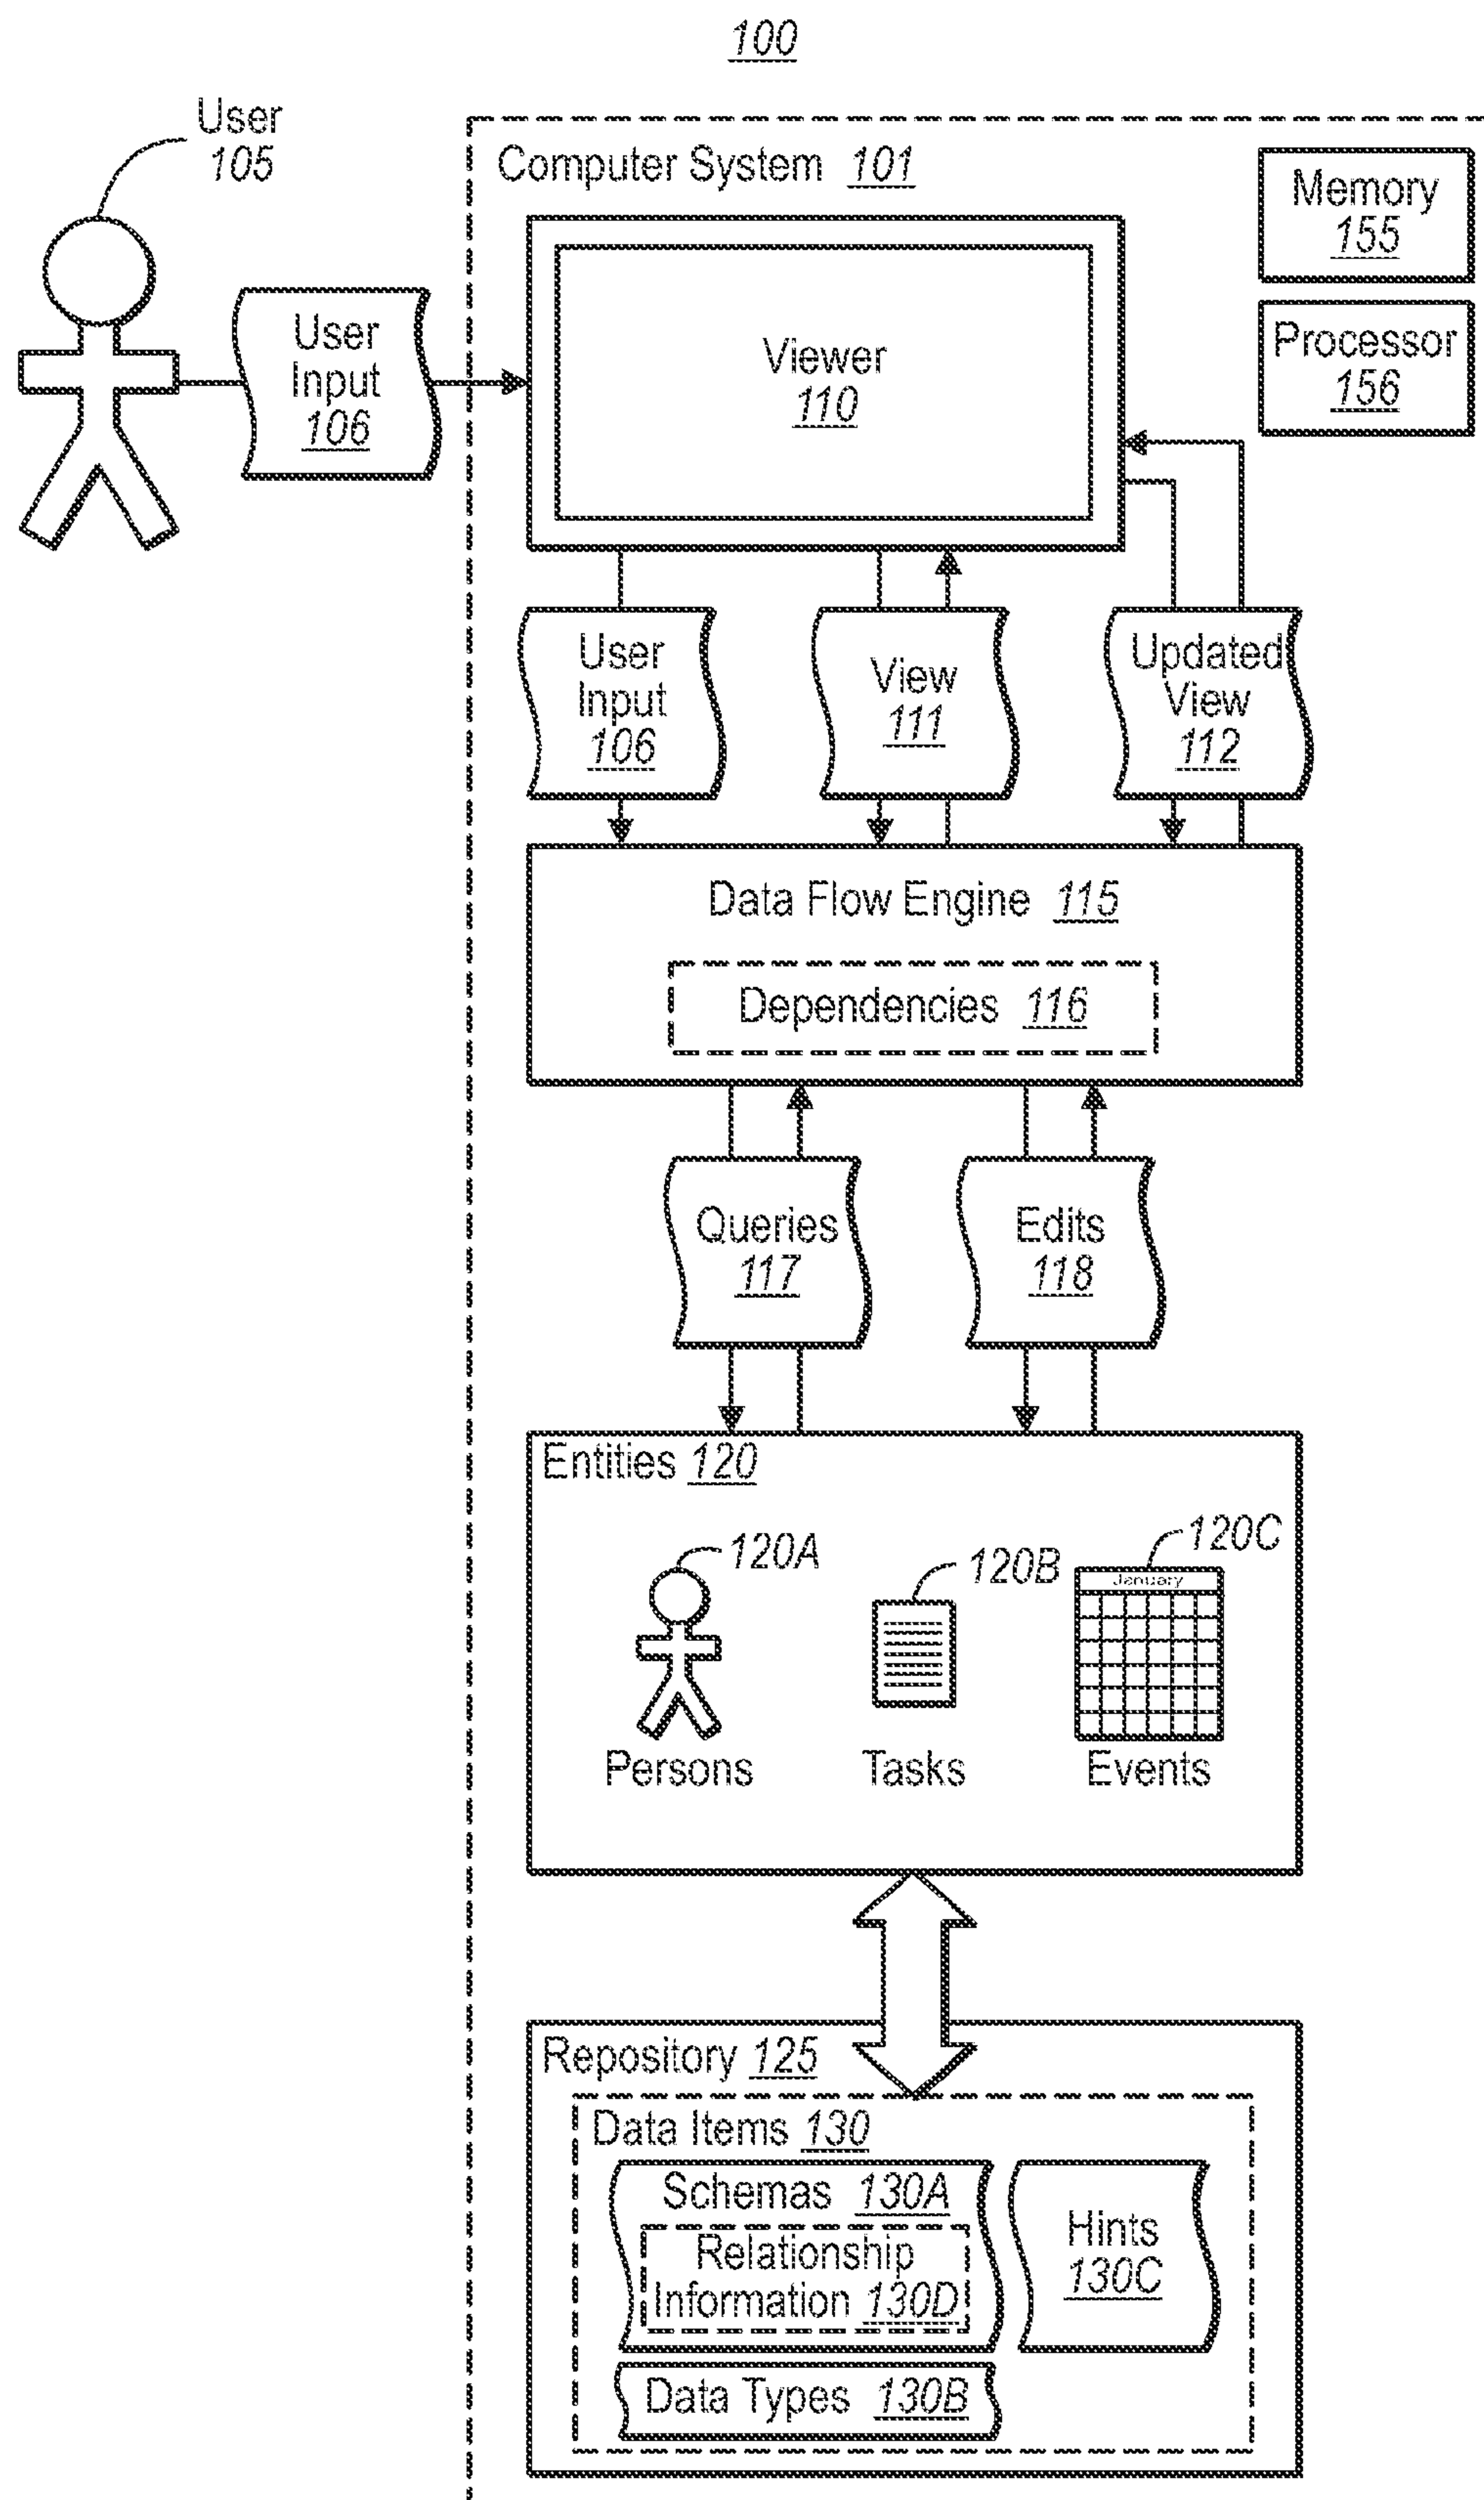 100
User
105
Computer System 101
Memory
155
Processor
156
User
Input
106
Viewer
110
User
Input
106
View
111
Updated
View
112
Data Flow Engine 115
Dependencies 116
Queries
117
Edits
118
Entities 120
120A
120B
120C
January
Persons
Tasks
Events
Repository 125
Data Items 130
Schemas 130A
Relationship
Information 130D
Hints
130C
Data Types 130B